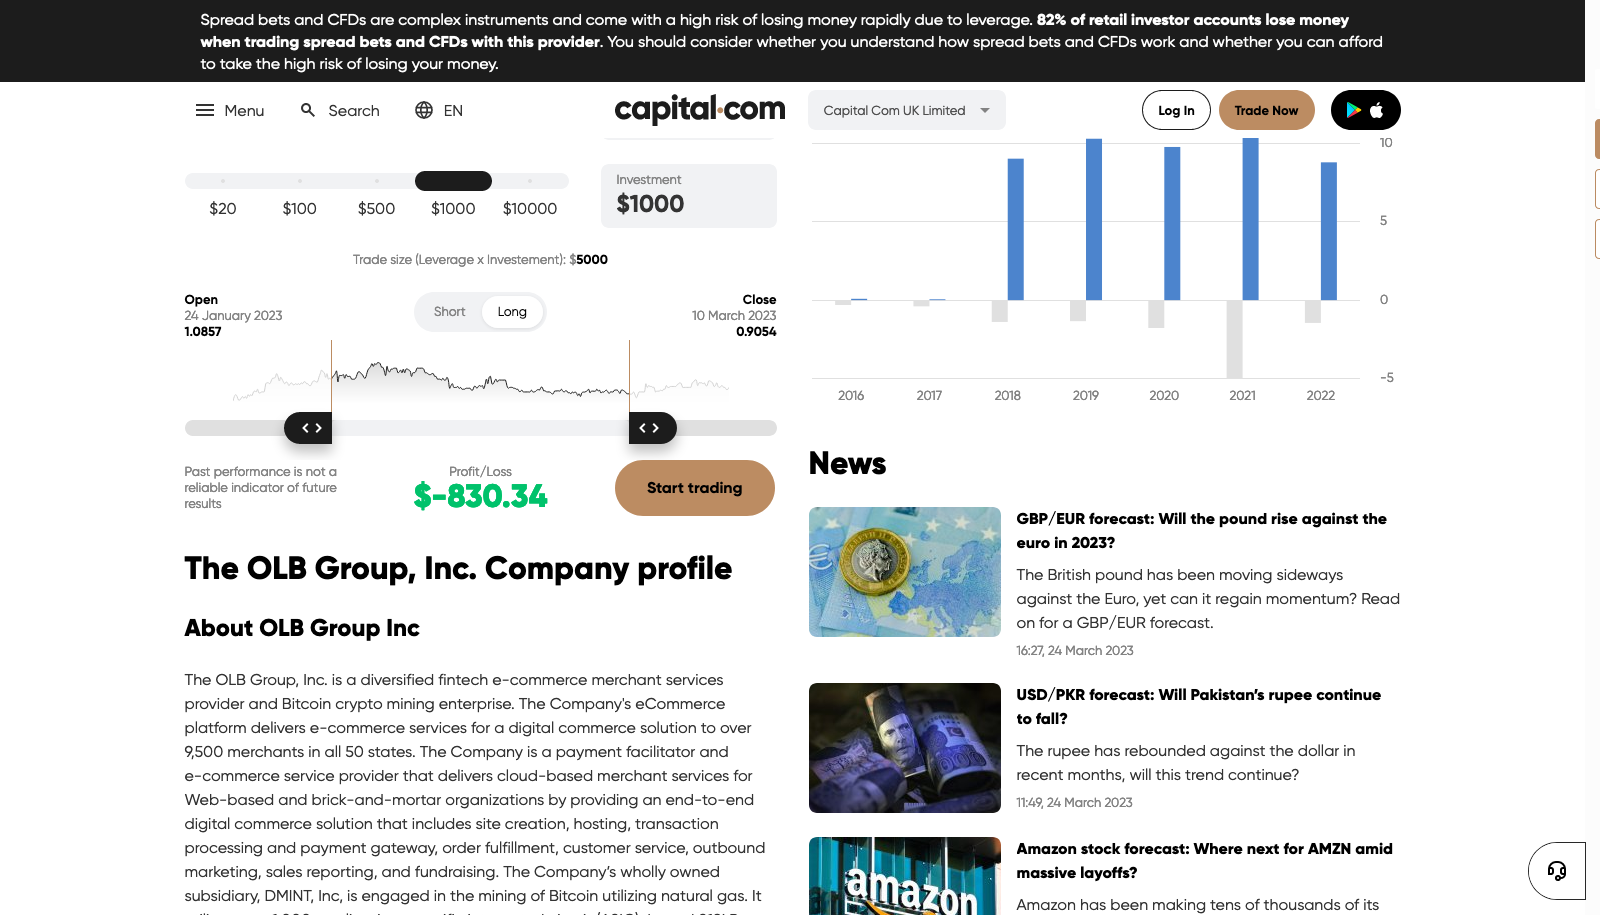 Spread bets and CFDs are complex instruments and come with a high risk of losing money rapidly due to leverage. 82% of retail investor accounts lose money
when trading spread bets and CFDs with this provider. You should consider whether you understand how spread bets and CFDs work and whether you can afford
to take the high risk of losing your money.
Menu
Search
EN
capital.com
Capital Com UK Limited
Log In
Trade Now
$20
$100
$500
$1000
$10000
Investment
$1000
Trade size (Leverage x Investement): $5000
Open
24 January 2023
1.0857
Short
Long
Close
10 March 2023
0.9054
Past performance is not a
reliable indicator of future
results
Profit/Loss
$-830.34
Start trading
The OLB Group, Inc. Company profile
About OLB Group Inc
The OLB Group, Inc. is a diversified fintech e-commerce merchant services
provider and Bitcoin crypto mining enterprise. The Company's eCommerce
platform delivers e-commerce services for a digital commerce solution to over
9,500 merchants in all 50 states. The Company is a payment facilitator and
e-commerce service provider that delivers cloud-based merchant services for
Web-based and brick-and-mortar organizations by providing an end-to-end
digital commerce solution that includes site creation, hosting, transaction
processing and payment gateway, order fulfillment, customer service, outbound
marketing, sales reporting, and fundraising. The Company's wholly owned
subsidiary, DMINT, Inc, is engaged in the mining of Bitcoin utilizing natural gas. It
10
5
0
-5
2016
2017
2018
2019
2020
2021
2022
News
GBP/EUR forecast: Will the pound rise against the
euro in 2023?
The British pound has been moving sideways
against the Euro, yet can it regain momentum? Read
on for a GBP/EUR forecast.
16:27, 24 March 2023
USD/PKR forecast: Will Pakistan's rupee continue
to fall?
The rupee has rebounded against the dollar in
recent months, will this trend continue?
11:49, 24 March 2023
amazon
Amazon stock forecast: Where next for AMZN amid
massive layoffs?
Amazon has been making tens of thousands of its